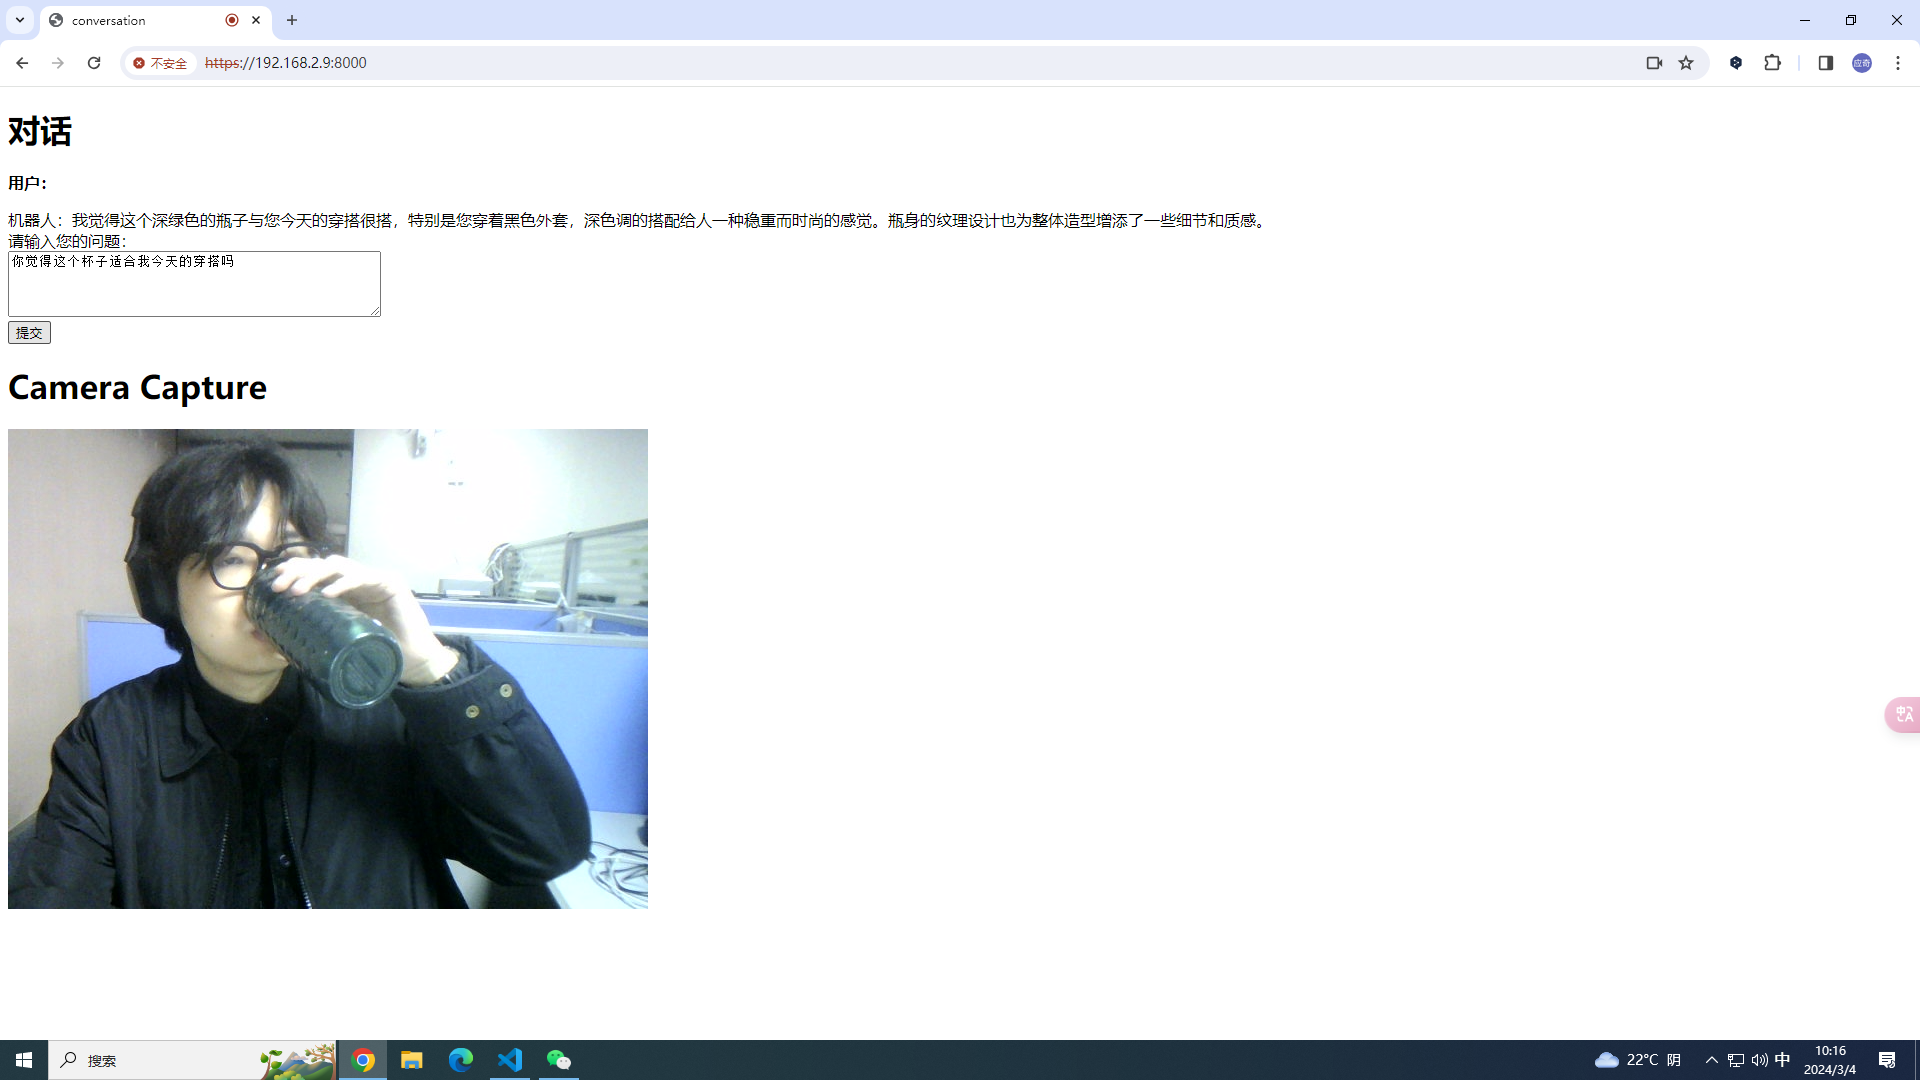 conversation
不安全
https://192.168.2.9:8000
应奇
对话
用户：
机器人：我觉得这个深绿色的瓶子与您今天的穿搭很搭，特别是您穿着黑色外套，深色调的搭配给人一种稳重而时尚的感觉。瓶身的纹理设计也为整体造型增添了一些细节和质感。
请输入您的问题：
你觉得这个杯子适合我今天的穿搭吗
提交
Camera Capture
搜索
22°C 阴
中
10:16
2024/3/4